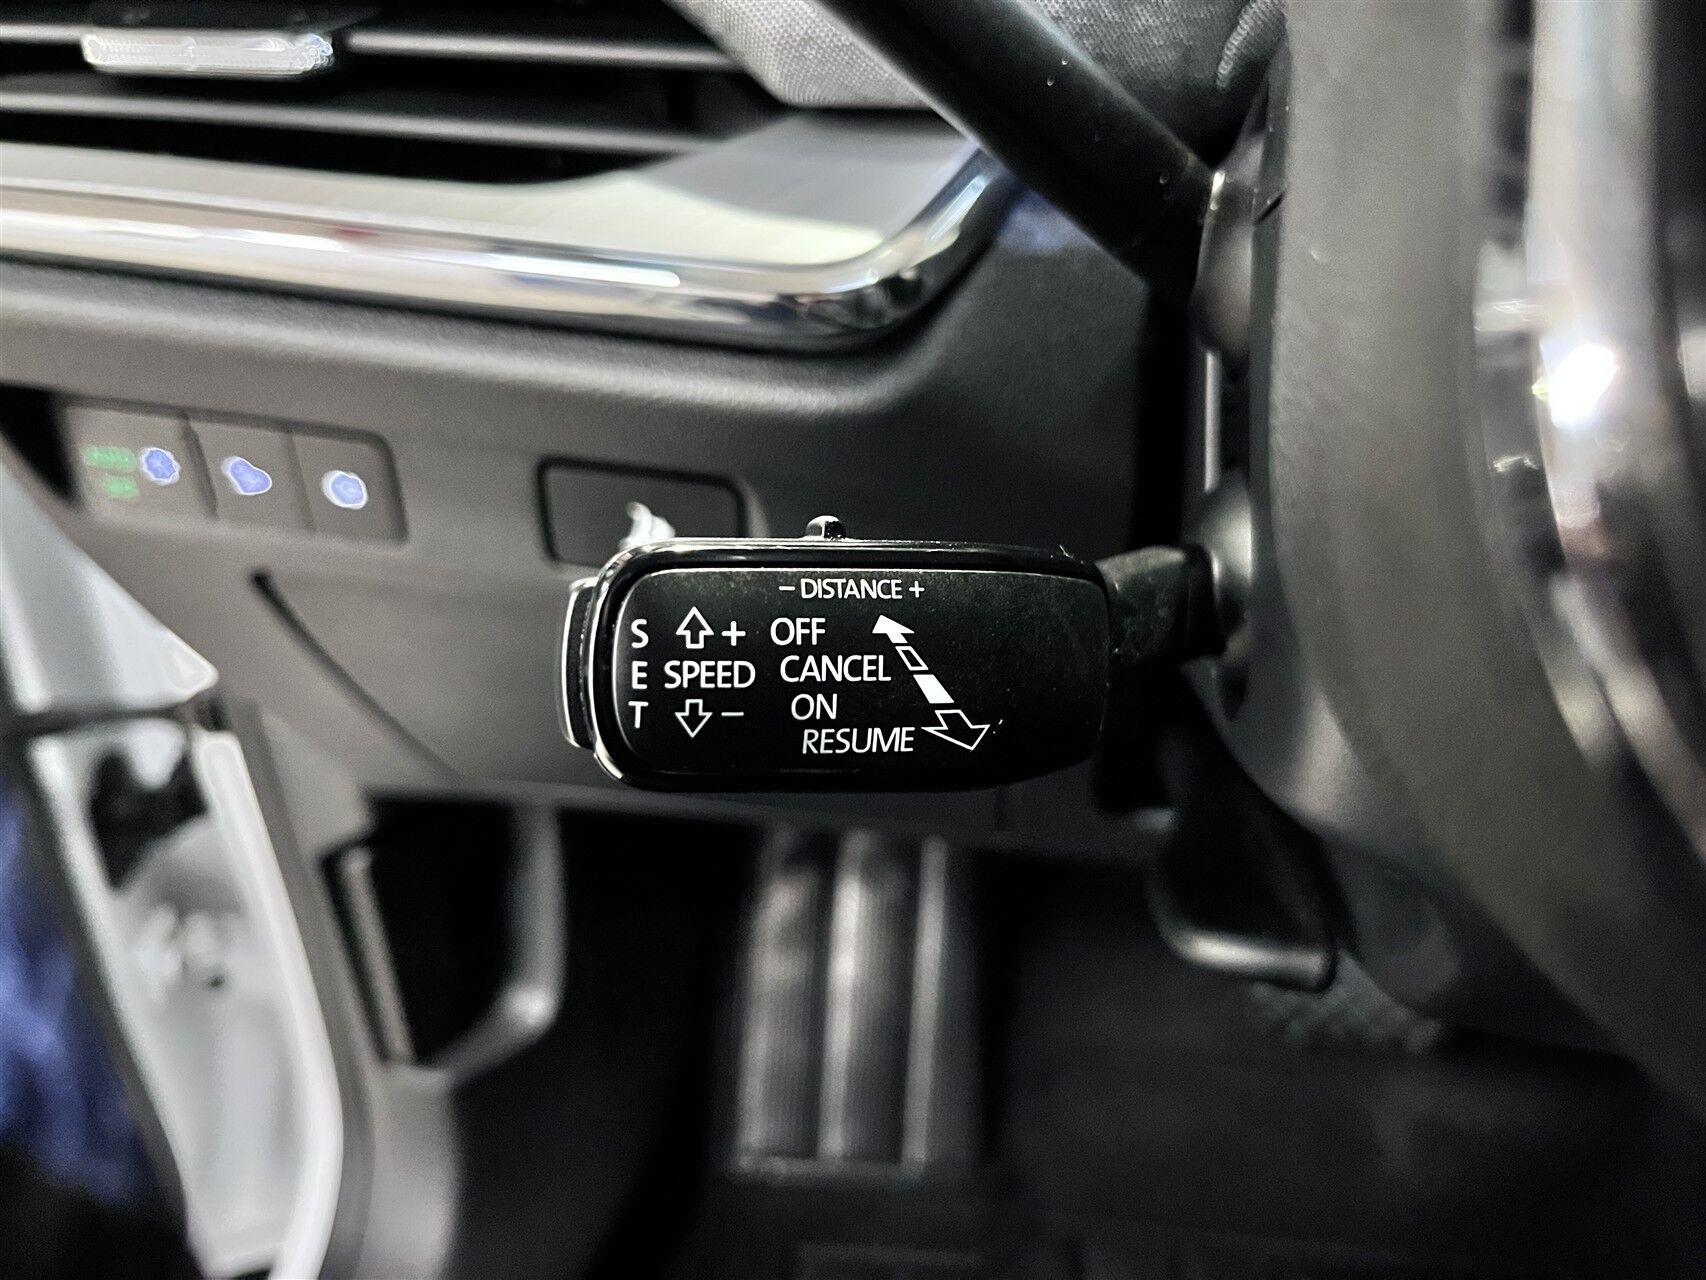 – DISTANCE +
S + OFF
E SPEED CANCEL
T – ON
RESUME